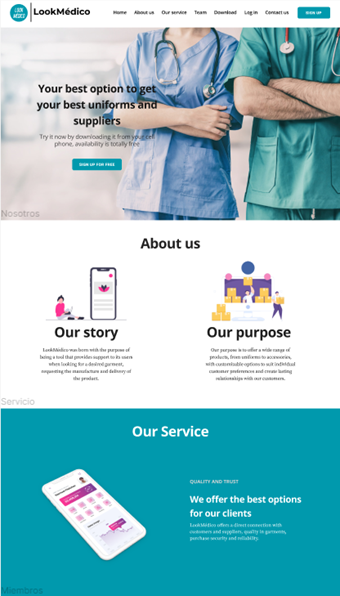 LOOK
MEDICO
LookMédico
Home About us Our service Team Download Log in Contact us SIGN UP
Your best option to get
your best uniforms and
suppliers
Try it now by downloading it from your cell
phone, availability is totally free
SIGN UP FOR FREE
Nosotros
About us
Our story
LookMédico was born with the purpose of
being a tool that provides support to its users
when looking for a desired garment,
requesting the manufacture and delivery of
the product.
Our purpose
Our purpose is to offer a wide range of
products, from uniforms to accessories,
with customizable options to suit individual
customer preferences and create lasting
relationships with our customers.
Servicio
Our Service
QUALITY AND TRUST
We offer the best options
for our clients
LookMédico offers a direct connection with
customers and suppliers, quality in garments,
purchase security and reliability.
Miembros